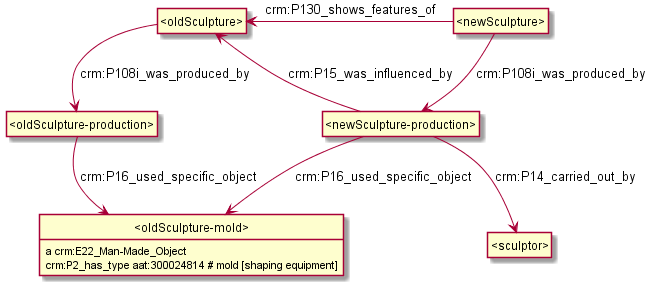 crm:P130_shows_features_of
<oldSculpture>
<newSculpture>
crm:P108i_was_produced_by
crm:P15_was_influenced_by
crm:P108i_was_produced_by
<oldSculpture-production>
<newSculpture-production>
crm:P16_used_specific_object
crm:P16_used_specific_object
crm:P14_carried_out_by
<oldSculpture-mold>
a crm:E22_Man-Made_Object
crm:P2_has_type aat:300024814 # mold [shaping equipment]
<sculptor>